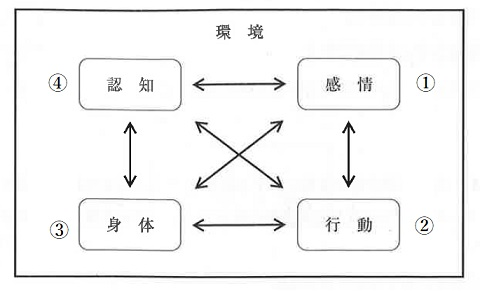 環 境
④ 認 知 感 情 ①
③ 身 体 行 動 ②